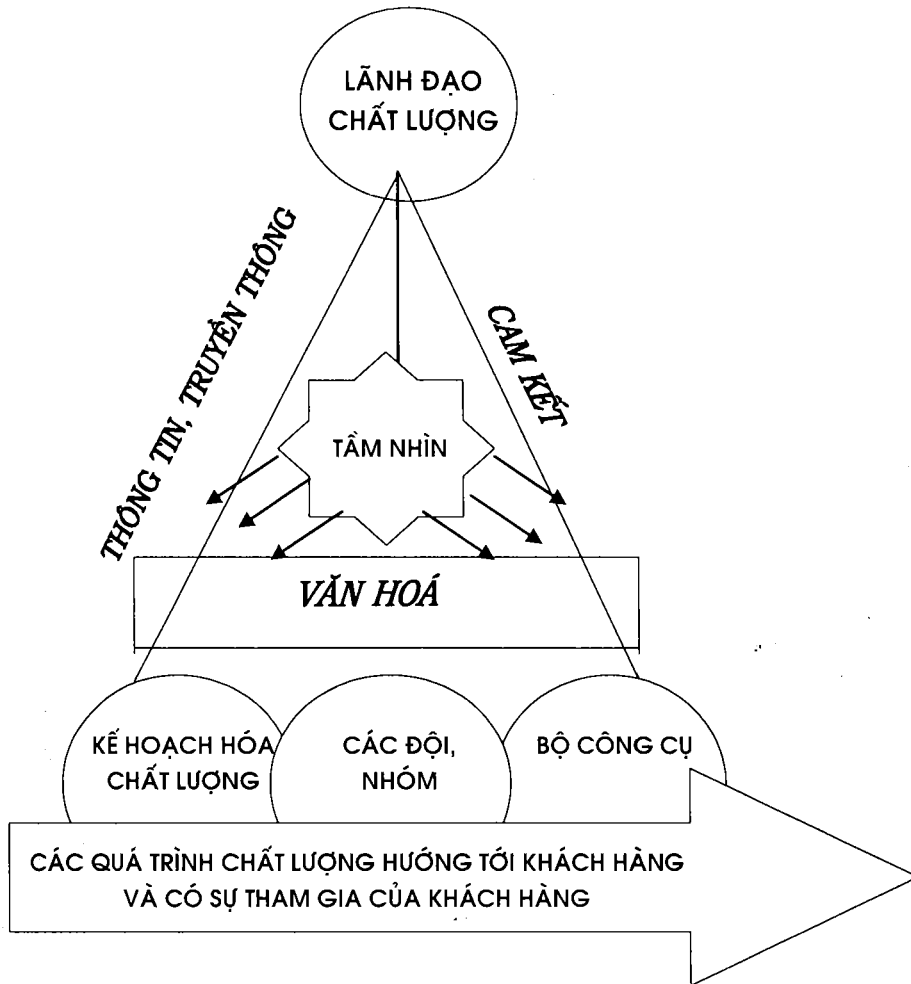 LÃNH ĐẠO
CHẤT LƯỢNG
THÔNG TIN, TRUYỀN THÔNG
CAM KẾT
TẦM NHÌN
VĂN HOÁ
KẾ HOẠCH HÓA
CHẤT LƯỢNG
CÁC ĐỘI,
NHÓM
BỘ CÔNG CỤ
CÁC QUÁ TRÌNH CHẤT LƯỢNG HƯỚNG TỚI KHÁCH HÀNG
VÀ CÓ SỰ THAM GIA CỦA KHÁCH HÀNG